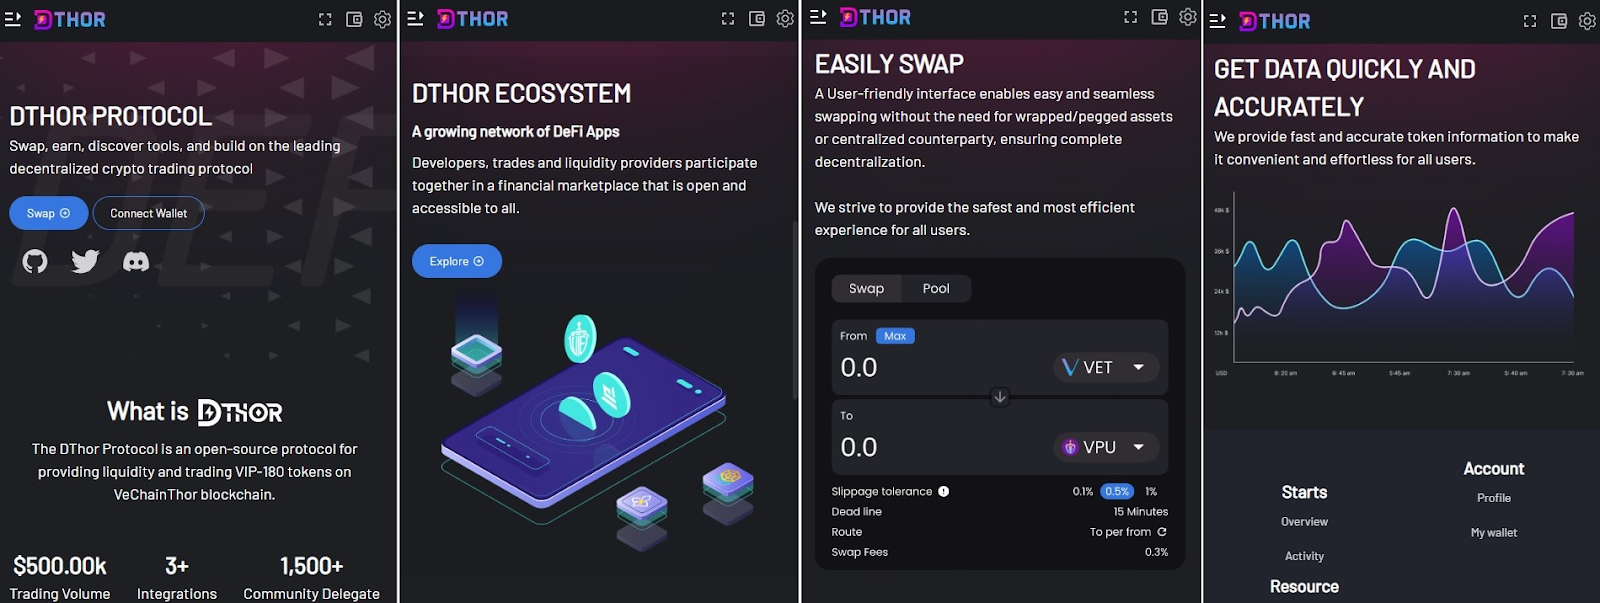 DTHOR
DTHOR PROTOCOL
Swap, earn, discover tools, and build on the leading
decentralized crypto trading protocol
Swap
Connect Wallet
What is DTHOR
The DThor Protocol is an open-source protocol for
providing liquidity and trading VIP-180 tokens on
VeChainThor blockchain.
$500.00k
Trading Volume
3+
Integrations
1,500+
Community Delegate
DTHOR
DTHOR ECOSYSTEM
A growing network of DeFi Apps
Developers, trades and liquidity providers participate
together in a financial marketplace that is open and
accessible to all.
Explore
DTHOR
EASILY SWAP
A User-friendly interface enables easy and seamless
swapping without the need for wrapped/pegged assets
or centralized counterparty, ensuring complete
decentralization.
We strive to provide the safest and most efficient
experience for all users.
Swap Pool
From Max
0.0 VET
To
0.0 VPU
Slippage tolerance 0.1% 0.5% 1%
Dead line 15 Minutes
Route To per from
Swap Fees 0.3%
DTHOR
GET DATA QUICKLY AND
ACCURATELY
We provide fast and accurate token information to make
it convenient and effortless for all users.
36k $
24k $
12k $
USD 8:20 am 6:45 am 5:45 am 7:30 am 5:40 am 7:30 am
Account
Profile
My wallet
Starts
Overview
Activity
Resource